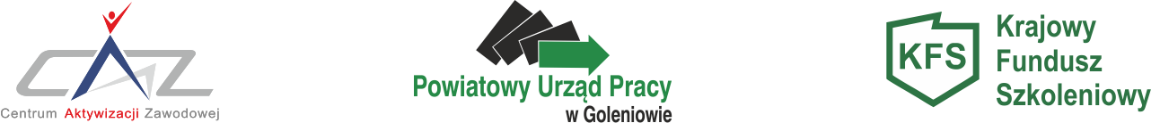 CAZ
Centrum Aktywizacji Zawodowej
Powiatowy Urząd Pracy
w Goleniowie
KFS
Krajowy
Fundusz
Szkoleniowy